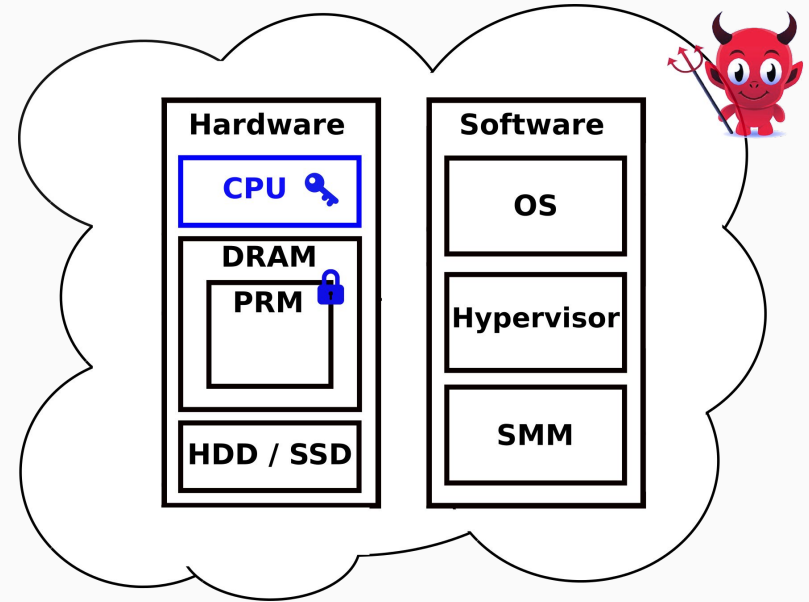 Hardware
CPU
DRAM
PRM
HDD / SSD
Software
OS
Hypervisor
SMM